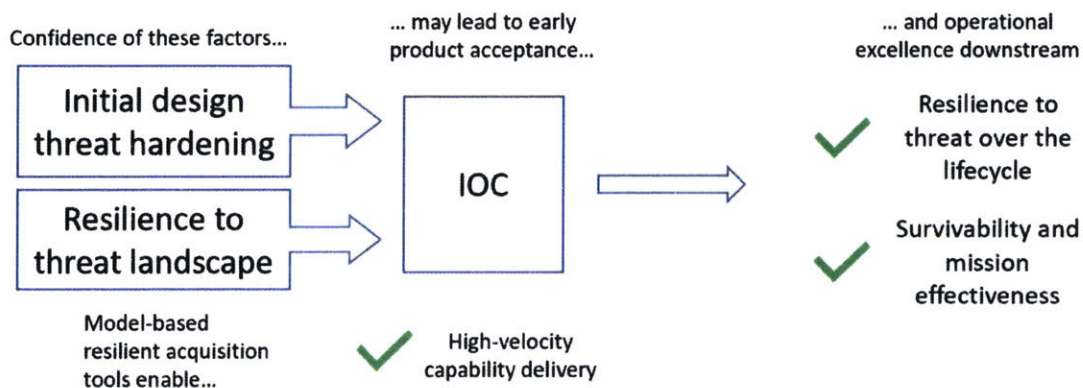 Confidence of these factors...
Initial design
threat hardening
Resilience to
threat landscape
Model-based
resilient acquisition
tools enable...
... may lead to early
product acceptance...
IOC
High-velocity
capability delivery
... and operational
excellence downstream
Resilience to
threat over the
lifecycle
Survivability and
mission
effectiveness